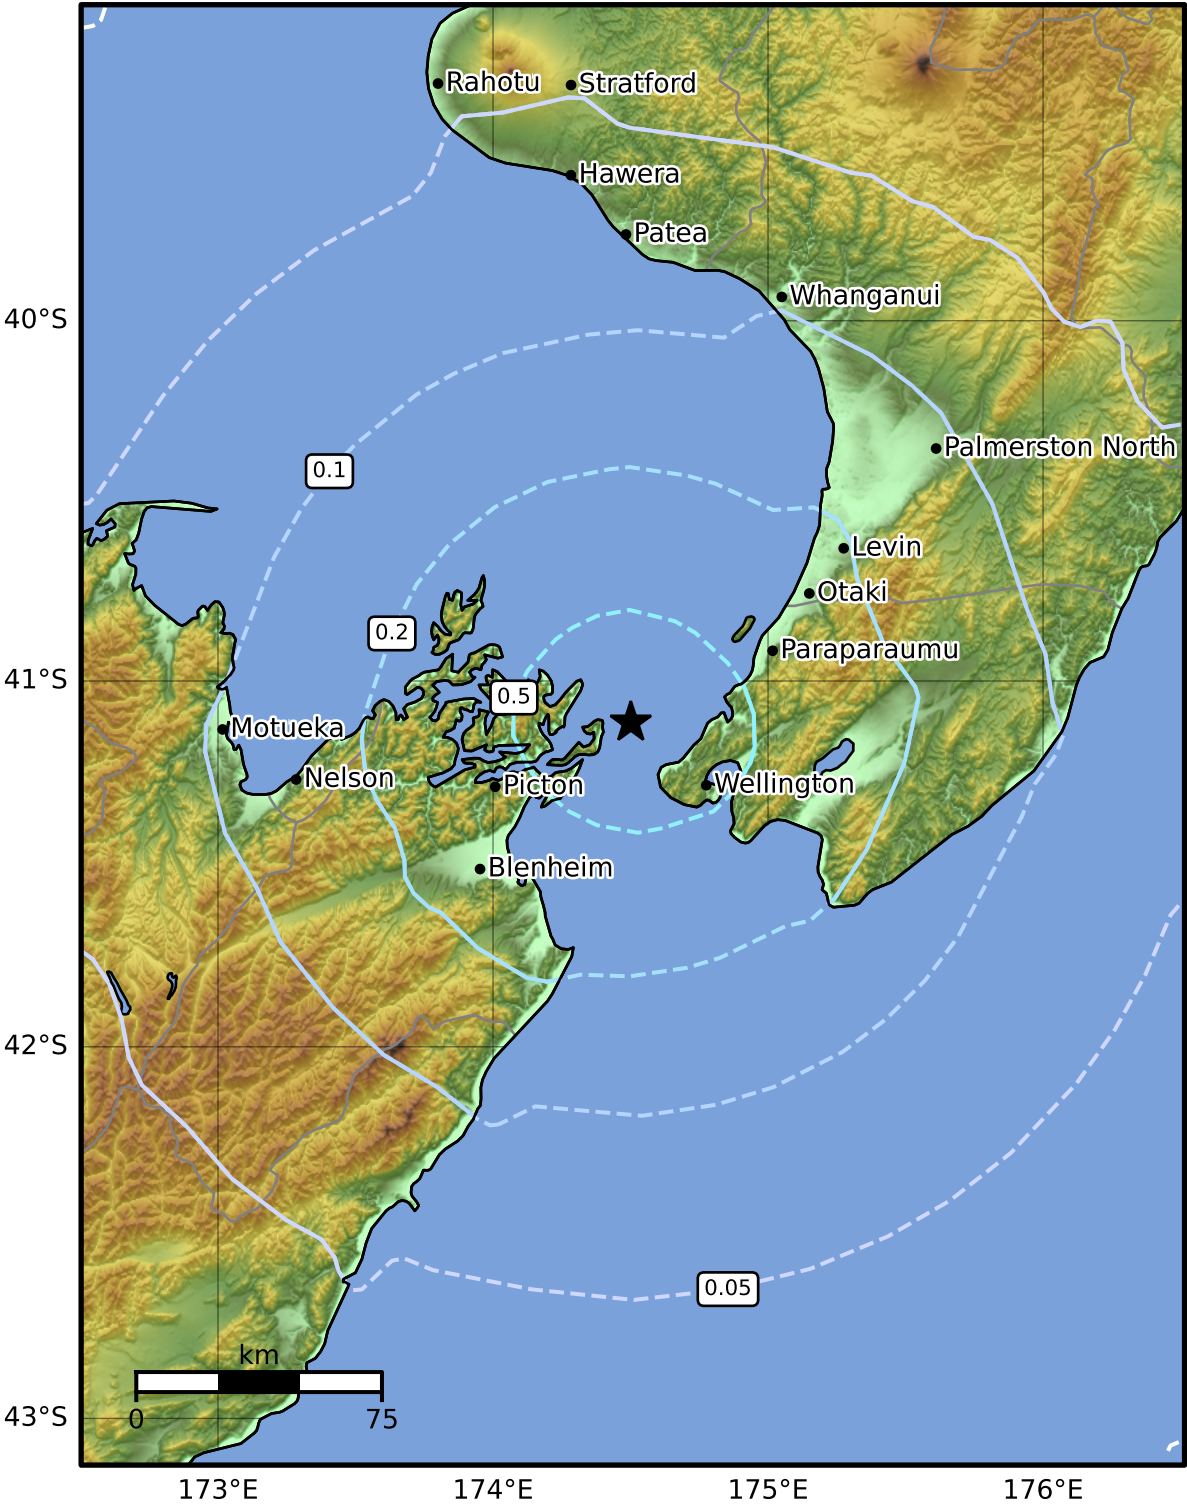 Rahotu
Stratford
Hawera
Patea
Whanganui
40°S
Palmerston North
0.1
Levin
Otaki
0.2
Paraparaumu
41°S
0.5
Motueka
Nelson
Picton
Wellington
Blenheim
42°S
0.05
km
0
75
43°S
173°E
174°E
175°E
176°E